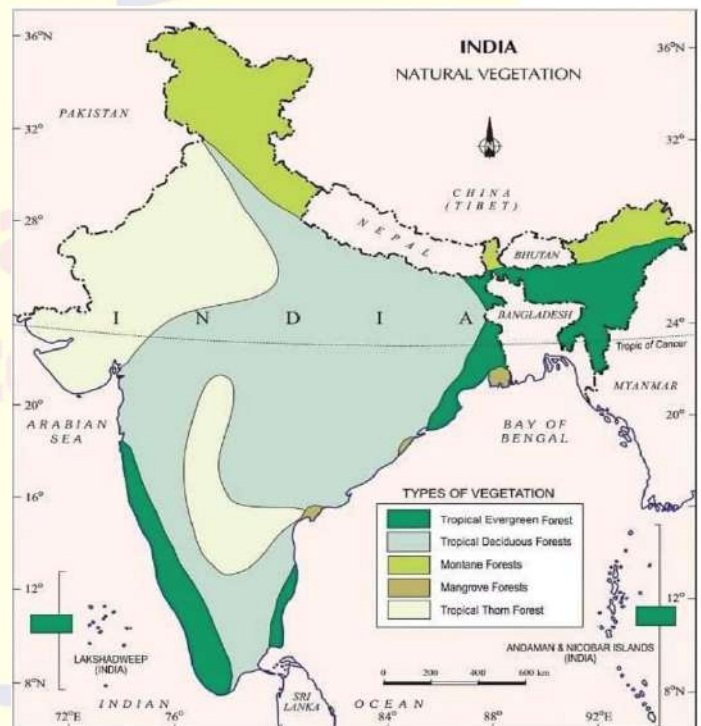 36°N
INDIA
36°N
NATURAL VEGETATION
PAKISTAN
32°
N
32°
CHINA
(TIBET)
28°
28°
NEPAL
BHUTAN
INDIA
BANGLADESH
24°
24°
Tropic of Cancer
MYANMAR
20°
20°
ARABIAN
SEA
BAY OF
BENGAL
16°
TYPES OF VEGETATION
Tropical Evergreen Forest
Tropical Deciduous Forests
Montane Forests
Mangrove Forests
Tropical Thorn Forest
12°
12°
LAKSHADWEEP
(INDIA)
ANDAMAN & NICOBAR ISLANDS
(INDIA)
0 200 400 600 km
8°N
8°N
INDIAN
SRI
LANKA
OCEAN
72°E
76°
84°
88°
92°E